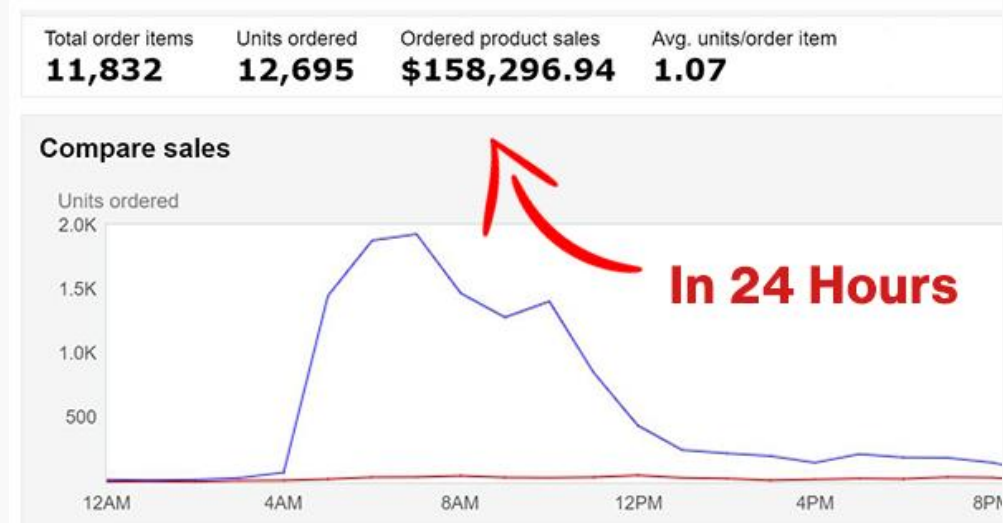 Total order items Units ordered Ordered product sales Avg. units/order item
11,832 12,695 $158,296.94 1.07
Compare sales
Units ordered
2.0K
1.5K
In 24 Hours
1.0K
500
12AM 4AM 8AM 12PM 4PM 8PM